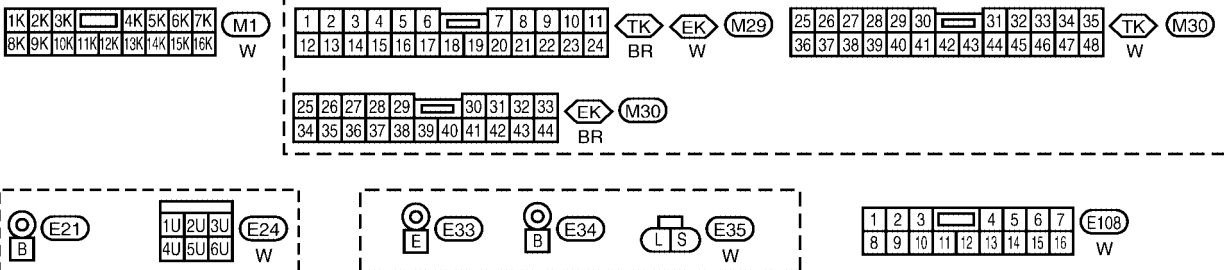 1K 2K 3K 4K 5K 6K 7K
8K 9K 10K 11K 12K 13K 14K 15K 16K
M1
W
1 2 3 4 5 6 7 8 9 10 11
12 13 14 15 16 17 18 19 20 21 22 23 24
TK
BR
EK
W
M29
25 26 27 28 29 30 31 32 33 34 35
36 37 38 39 40 41 42 43 44 45 46 47 48
TK
W
M30
25 26 27 28 29 30 31 32 33
34 35 36 37 38 39 40 41 42 43 44
EK
BR
M30
B
E21
1U 2U 3U
4U 5U 6U
E24
W
E
E33
B
E34
L S
E35
W
1 2 3 4 5 6 7
8 9 10 11 12 13 14 15 16
E108
W